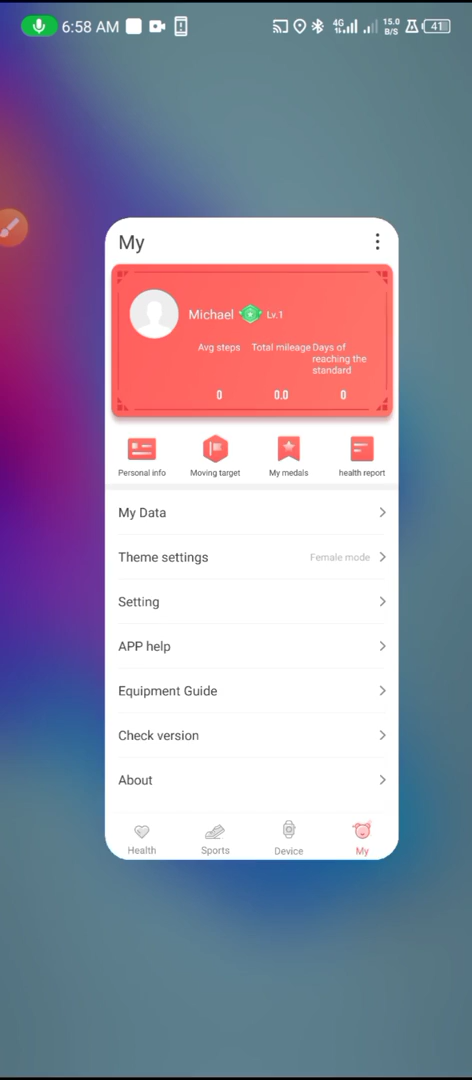 6:58 AM 4G 15.0 B/S 41
My
Michael Lv.1
Avg steps Total mileage Days of reaching the standard
0 0.0 0
Personal info Moving target My medals health report
My Data
Theme settings Female mode
Setting
APP help
Equipment Guide
Check version
About
Health Sports Device My